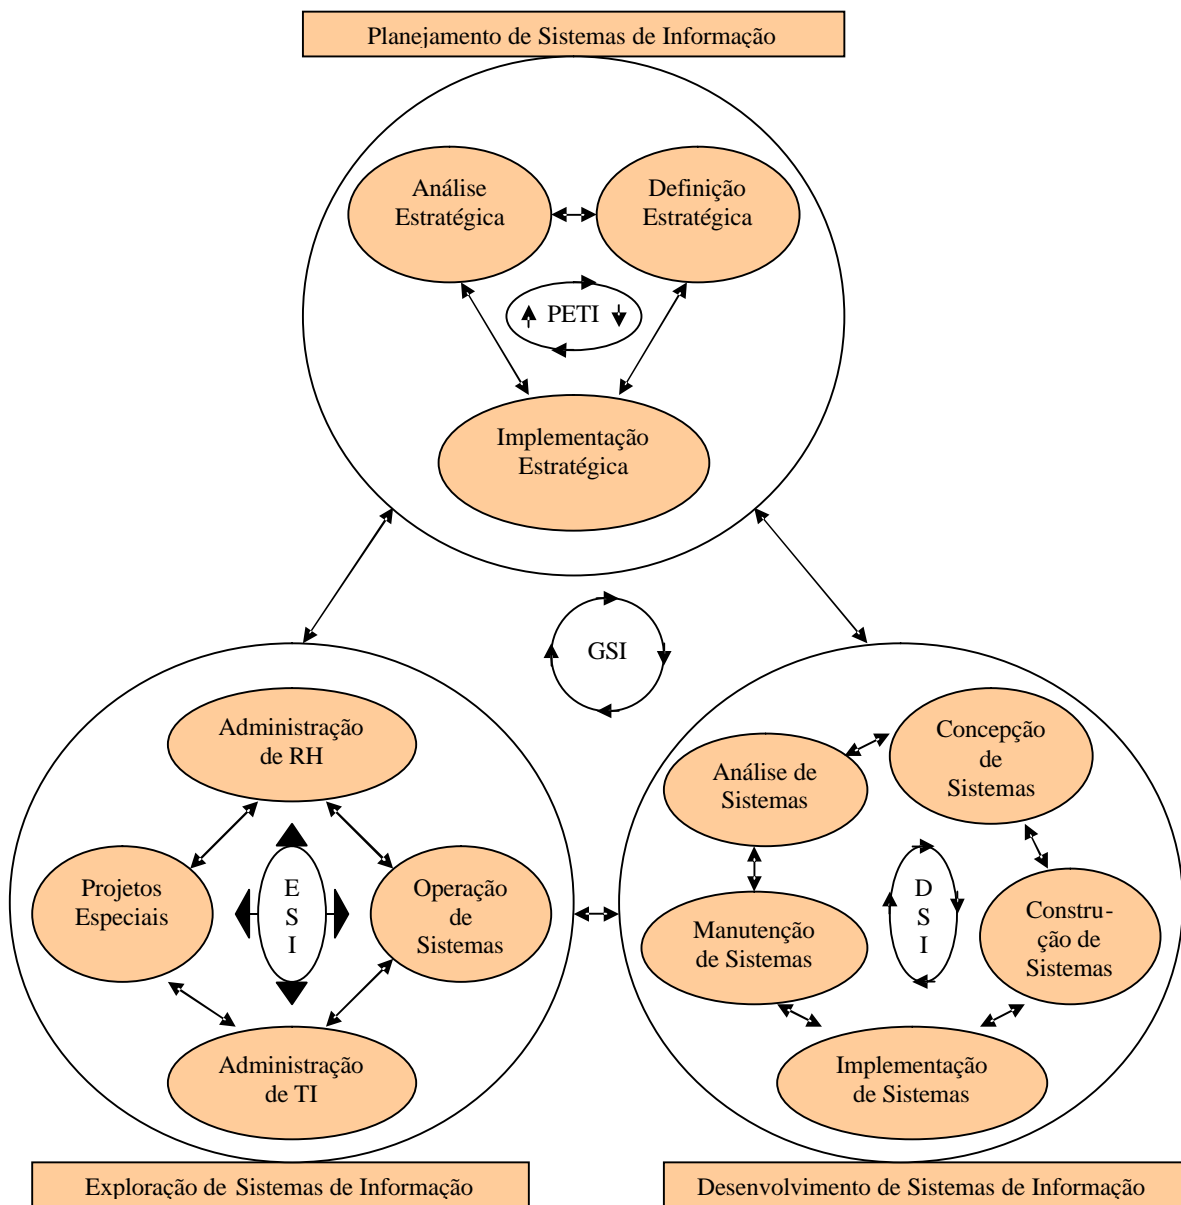 Planejamento de Sistemas de Informação
Análise
Estratégica
Definição
Estratégica
PETI
Implementação
Estratégica
GSI
Administração
de RH
Projetos
Especiais
E
S
I
Operação
de
Sistemas
Administração
de TI
Concepção
de
Sistemas
Análise de
Sistemas
Manutenção
de Sistemas
D
S
I
Constru-
ção de
Sistemas
Implementação
de Sistemas
Exploração de Sistemas de Informação
Desenvolvimento de Sistemas de Informação